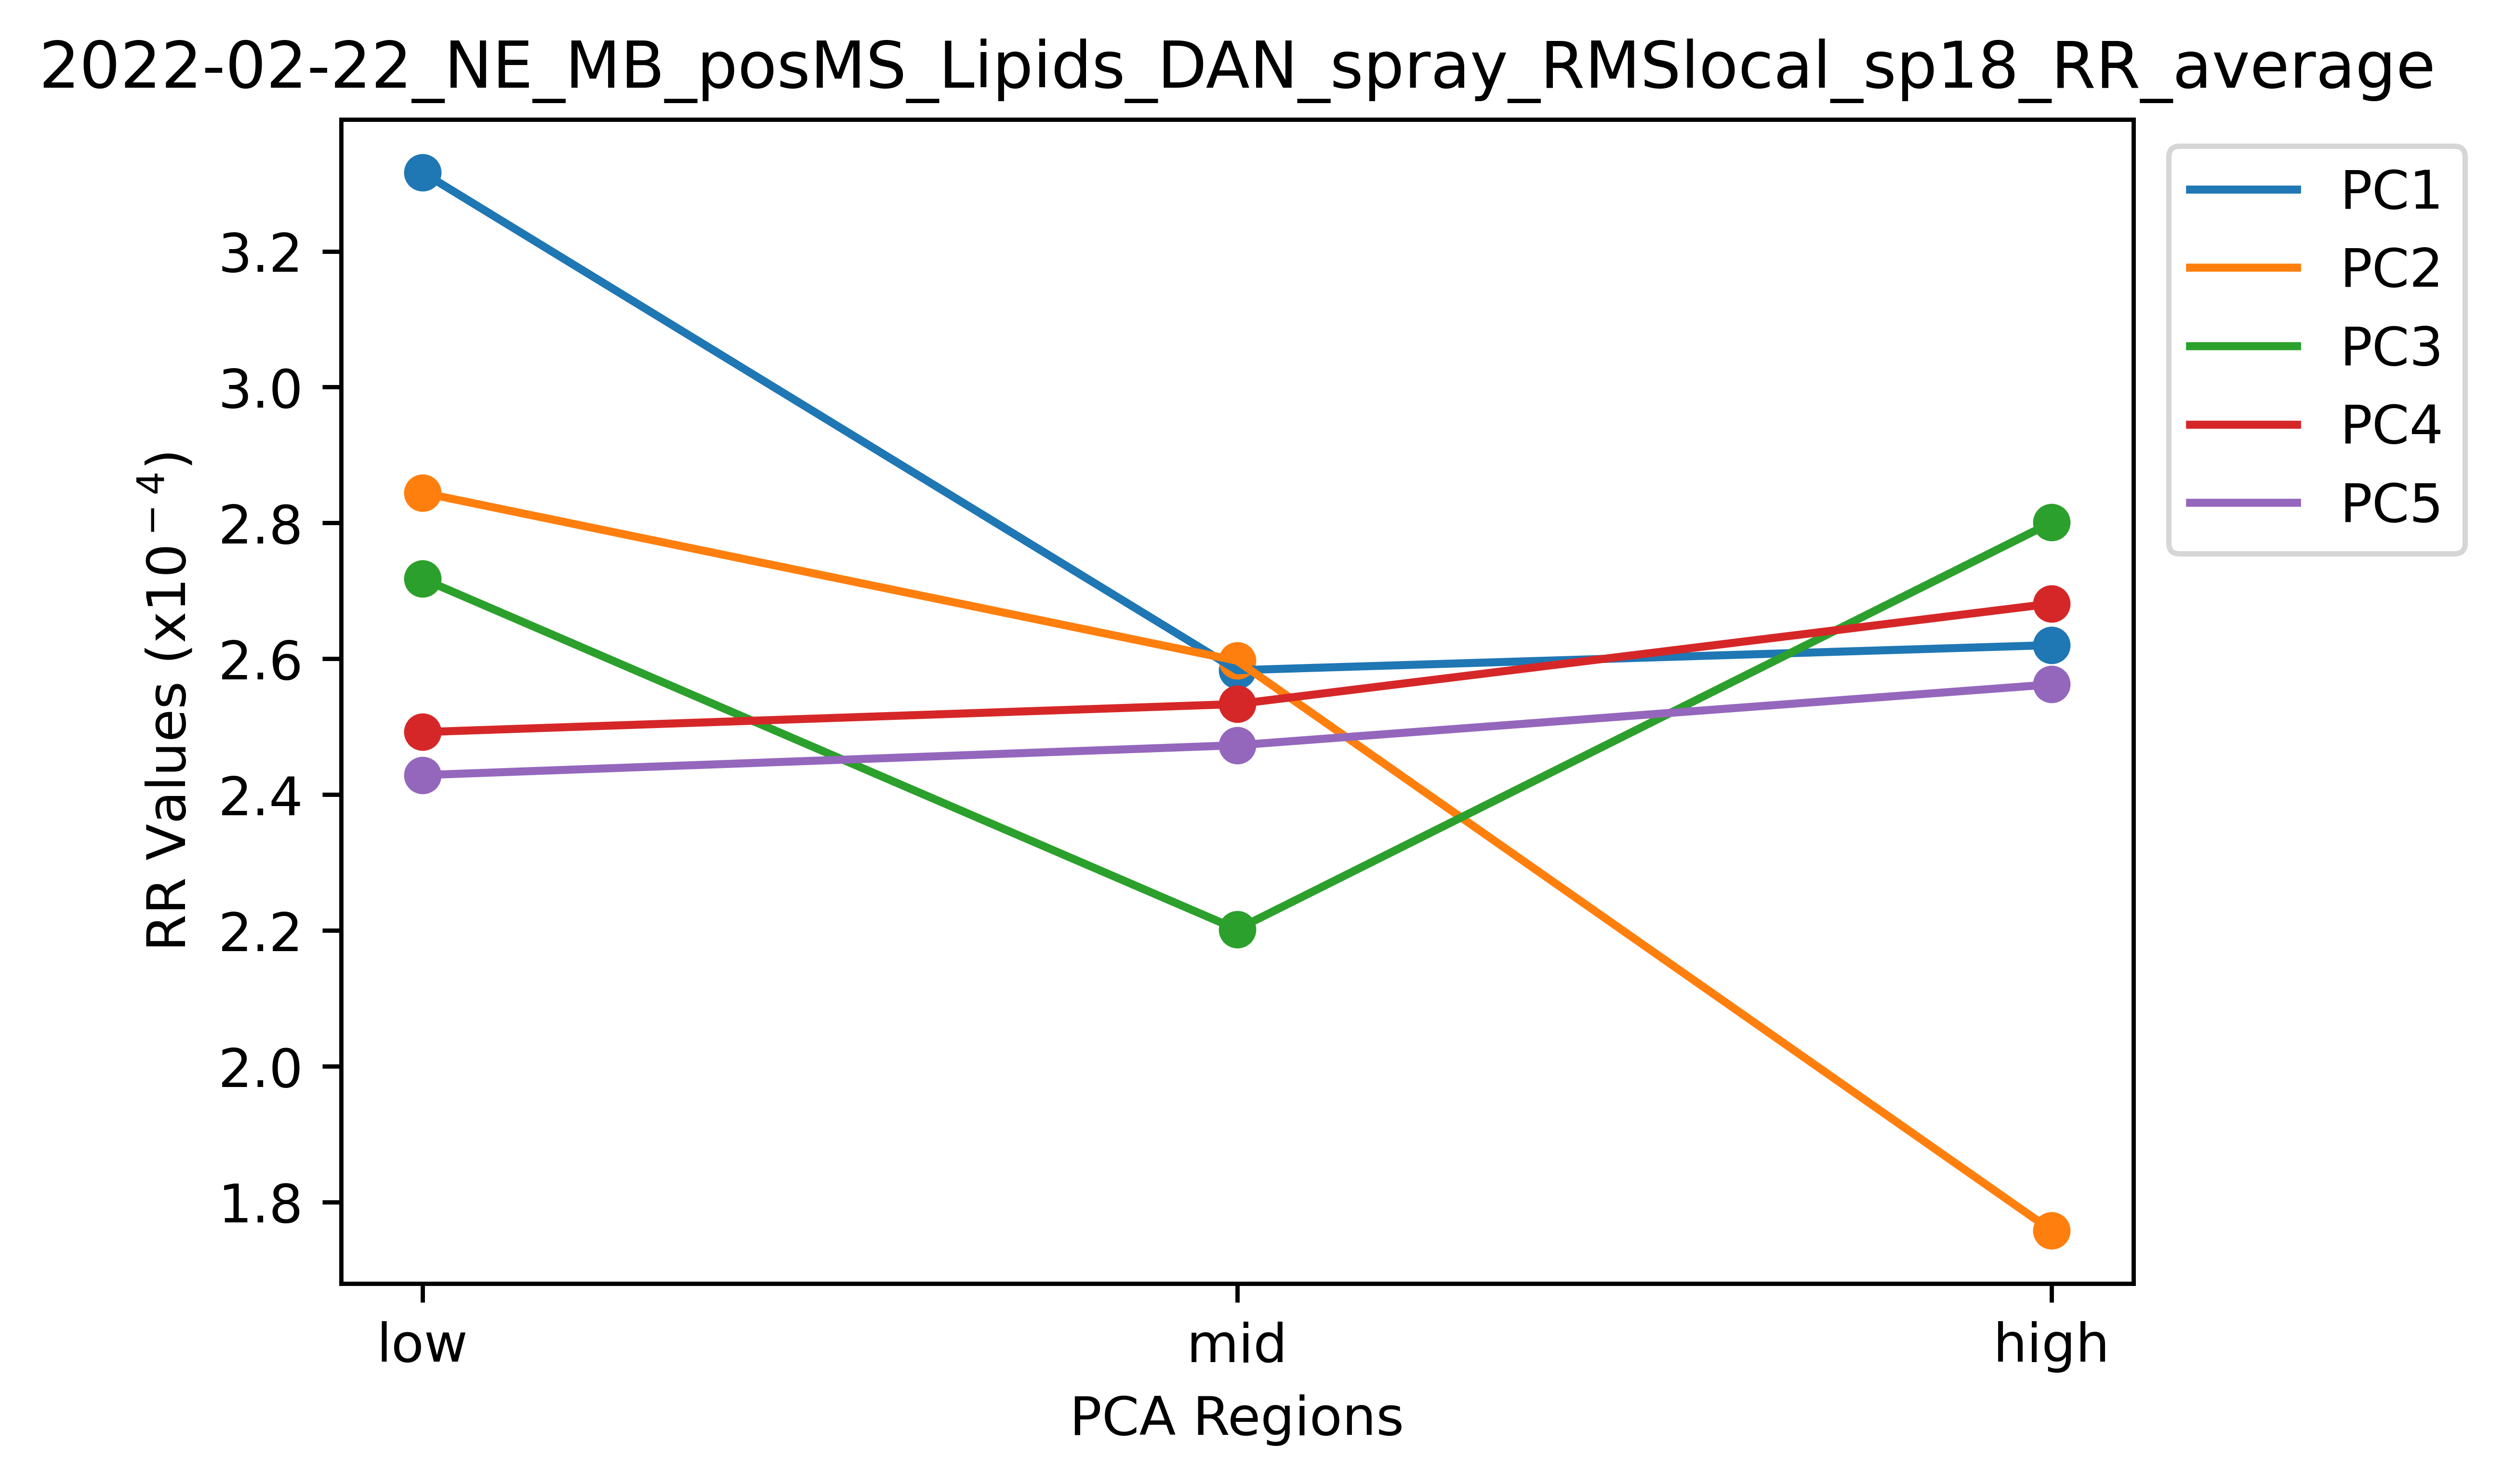 2022-02-22_NE_MB_posMS_Lipids_DAN_spray_RMSlocal_sp18_RR_average
PC1
PC2
PC3
PC4
PC5
RR Values (x10⁻⁴)
3.2
3.0
2.8
2.6
2.4
2.2
2.0
1.8
low mid high
PCA Regions